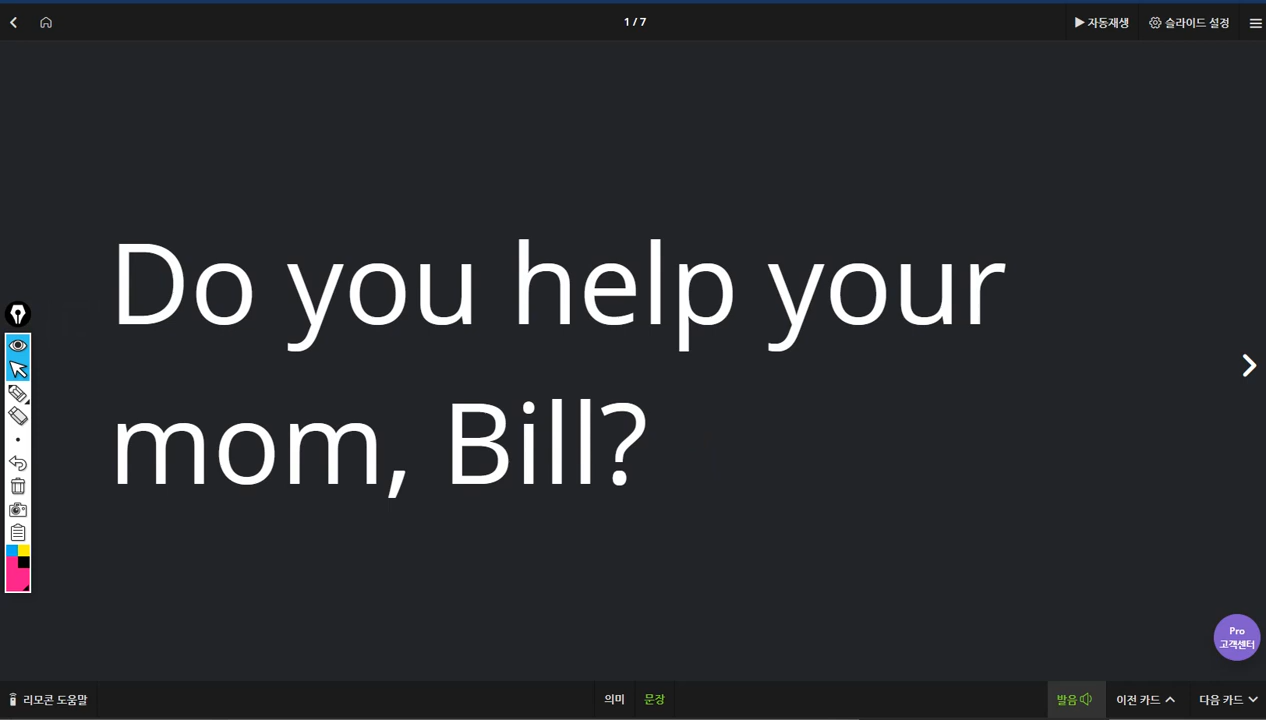 1 / 7
자동재생
슬라이드 설정
Do you help your
mom, Bill?
Pro
고객센터
리모콘 도움말
의미
문장
발음
이전 카드
다음 카드